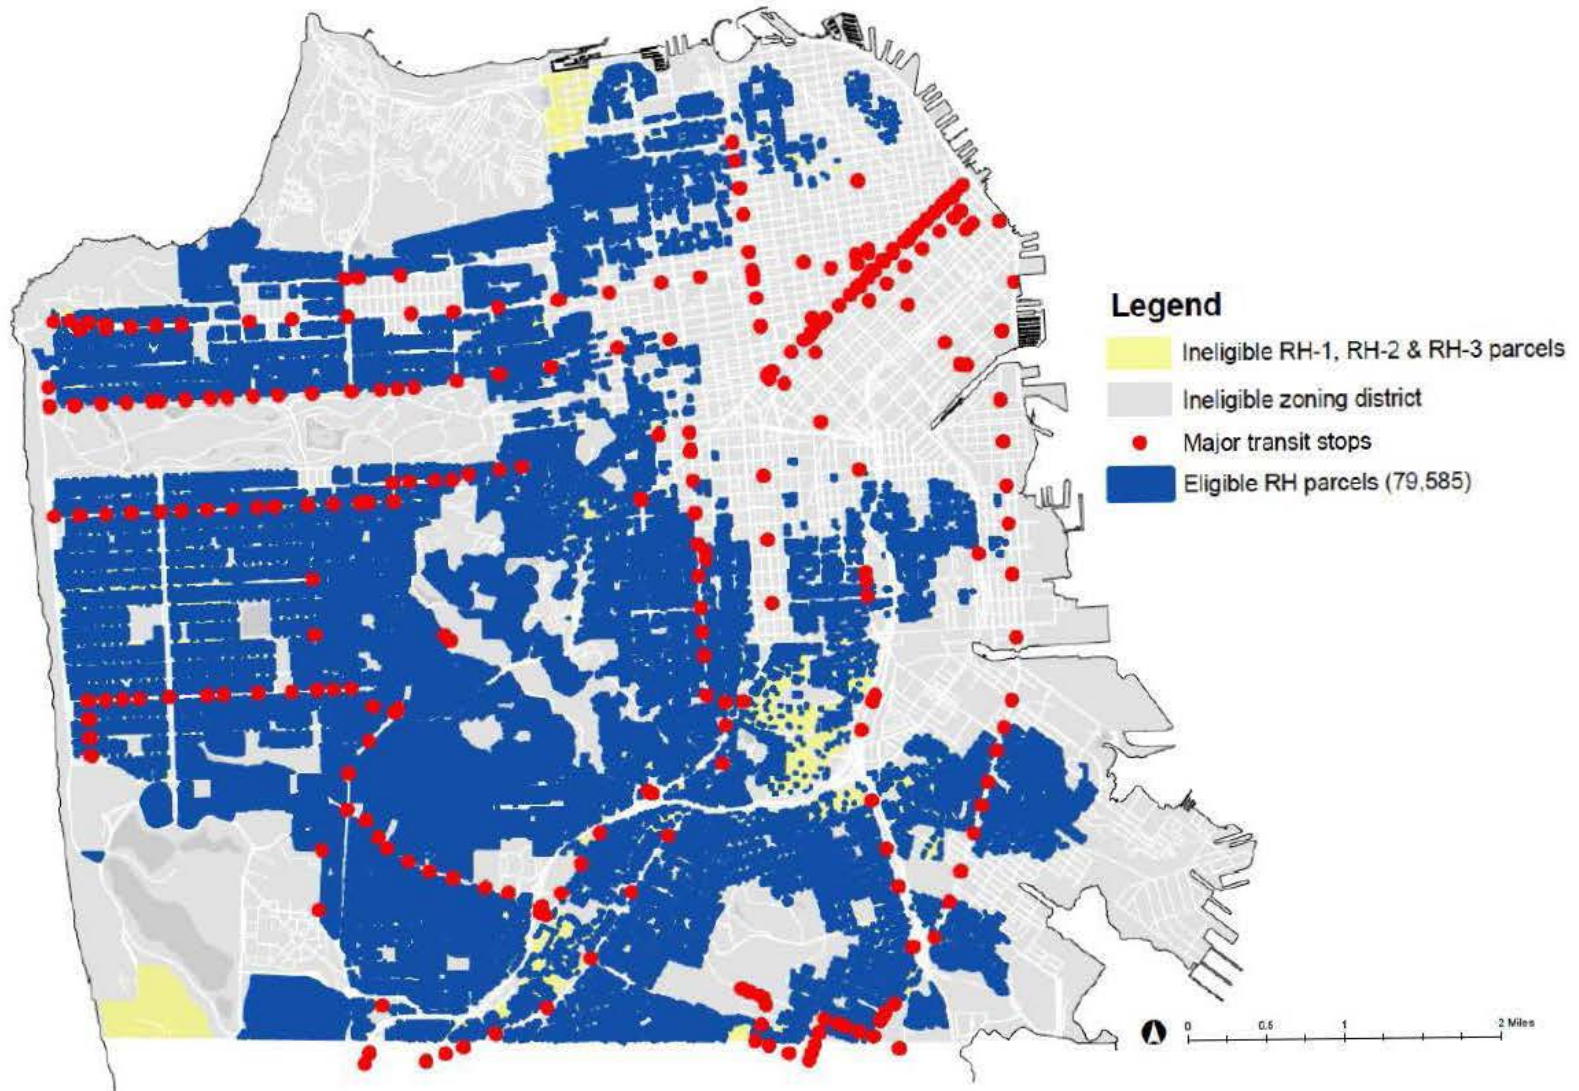 Legend
Ineligible RH-1, RH-2 & RH-3 parcels
Ineligible zoning district
Major transit stops
Eligible RH parcels (79,585)
0 0.5 1 2 Miles